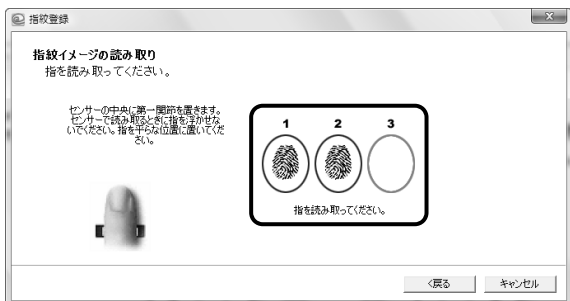 指紋登録
指紋イメージの読み取り
指を読み取ってください。
センサーの中央に第一関節を置きます。
センサーで読み取るときに指を浮かせな
いでください。指を平らな位置に置いてくだ
さい。
1 2 3
指を読み取ってください。
<戻る キャンセル